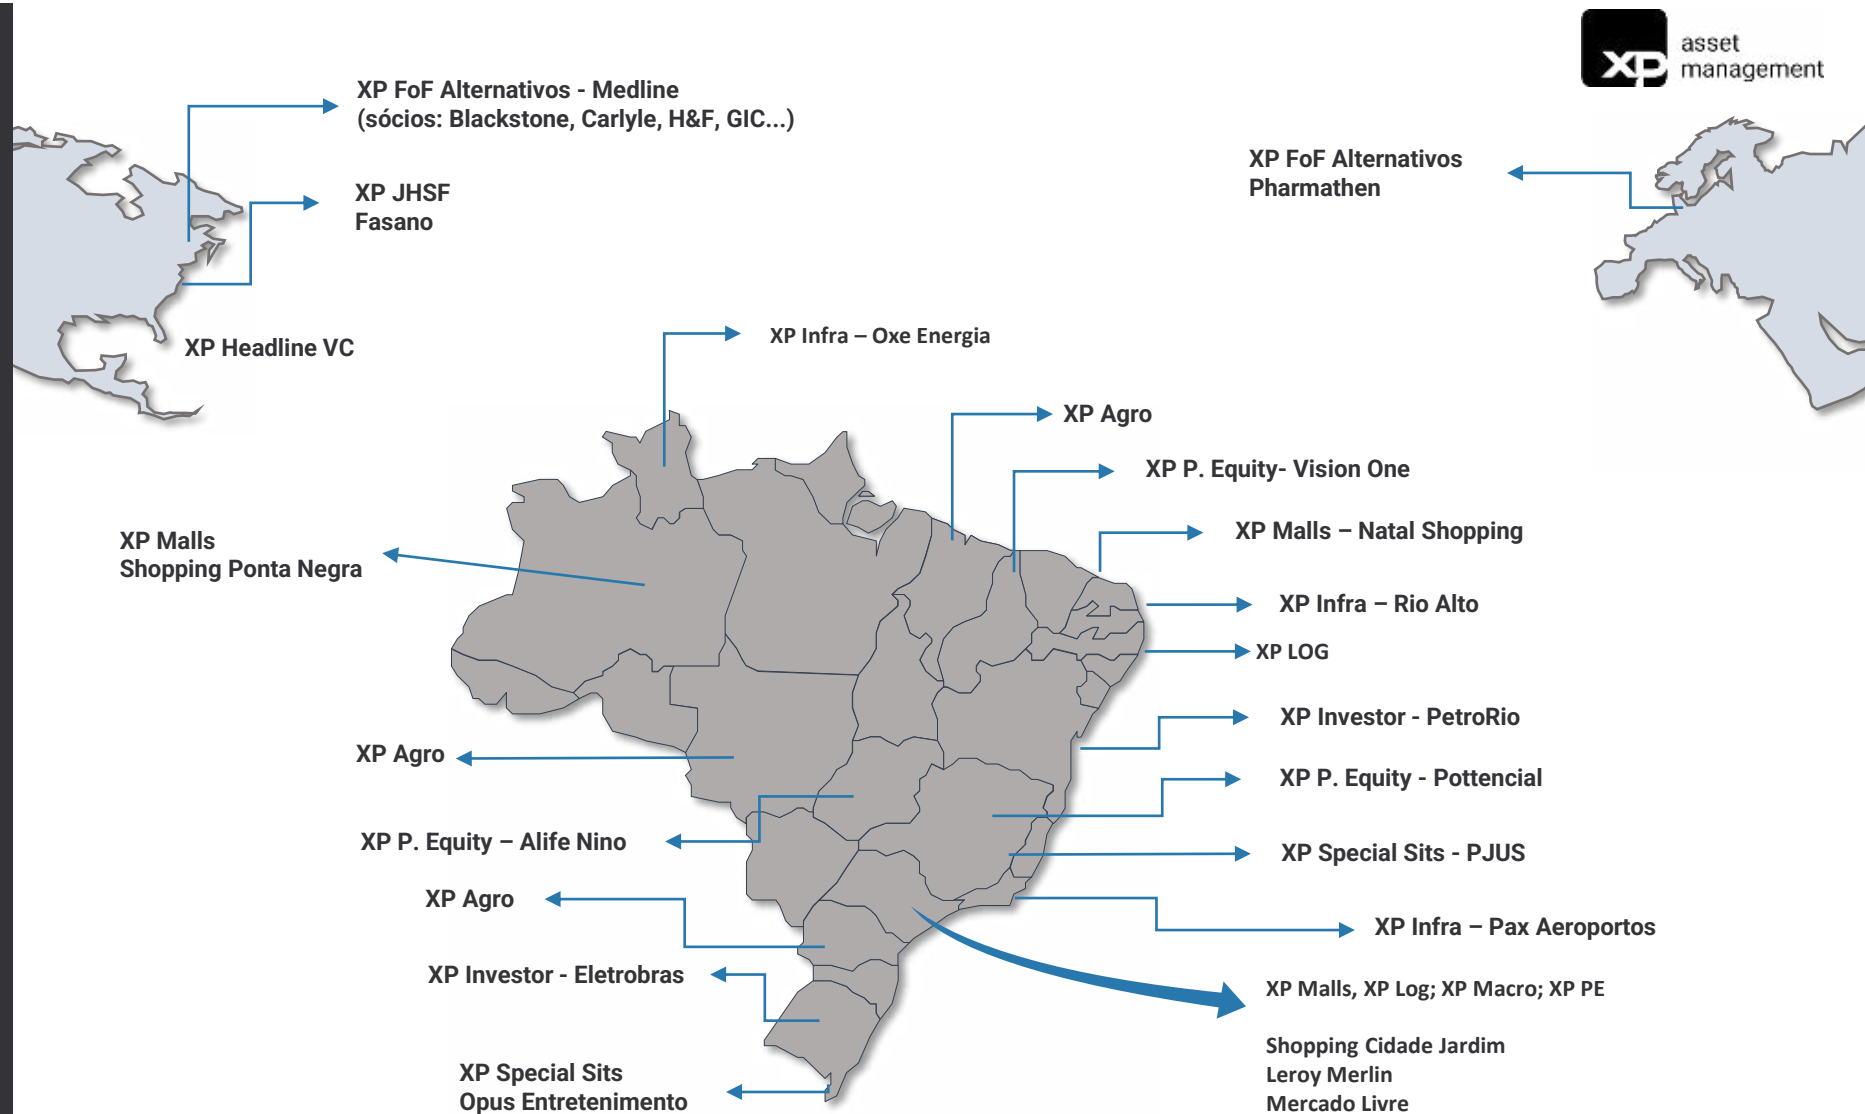 XP asset
management
XP FoF Alternativos - Medline
(sócios: Blackstone, Carlyle, H&F, GIC...)
XP FoF Alternativos
Pharmathen
XP JHSF
Fasano
XP Headline VC
XP Infra – Oxe Energia
XP Agro
XP P. Equity- Vision One
XP Malls – Natal Shopping
XP Malls
Shopping Ponta Negra
XP Infra – Rio Alto
XP LOG
XP Investor - PetroRio
XP Agro
XP P. Equity - Pottencial
XP P. Equity – Alife Nino
XP Special Sits - PJUS
XP Agro
XP Infra – Pax Aeroportos
XP Investor - Eletrobras
XP Malls, XP Log; XP Macro; XP PE
Shopping Cidade Jardim
Leroy Merlin
Mercado Livre
XP Special Sits
Opus Entretenimento